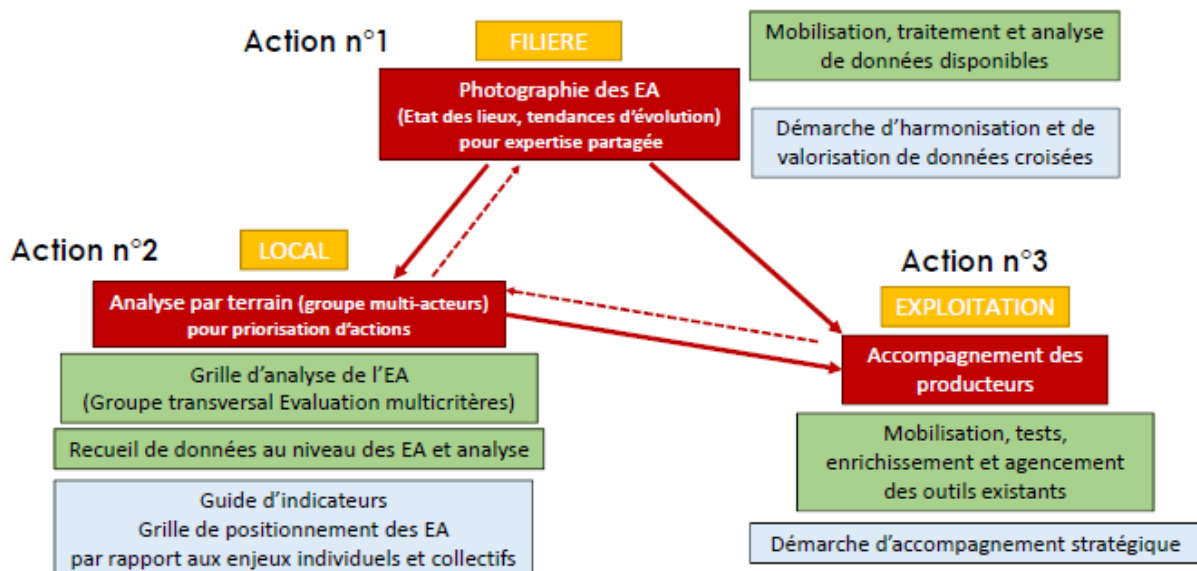 Action n°1
FILIERE
Photographie des EA
(Etat des lieux, tendances d'évolution)
pour expertise partagée
Mobilisation, traitement et analyse
de données disponibles
Démarche d'harmonisation et de
valorisation de données croisées
Action n°2
LOCAL
Analyse par terrain (groupe multi-acteurs)
pour priorisation d'actions
Grille d'analyse de l'EA
(Groupe transversal Evaluation multicritères)
Recueil de données au niveau des EA et analyse
Guide d'indicateurs
Grille de positionnement des EA
par rapport aux enjeux individuels et collectifs
Action n°3
EXPLOITATION
Accompagnement des
producteurs
Mobilisation, tests,
enrichissement et agencement
des outils existants
Démarche d'accompagnement stratégique